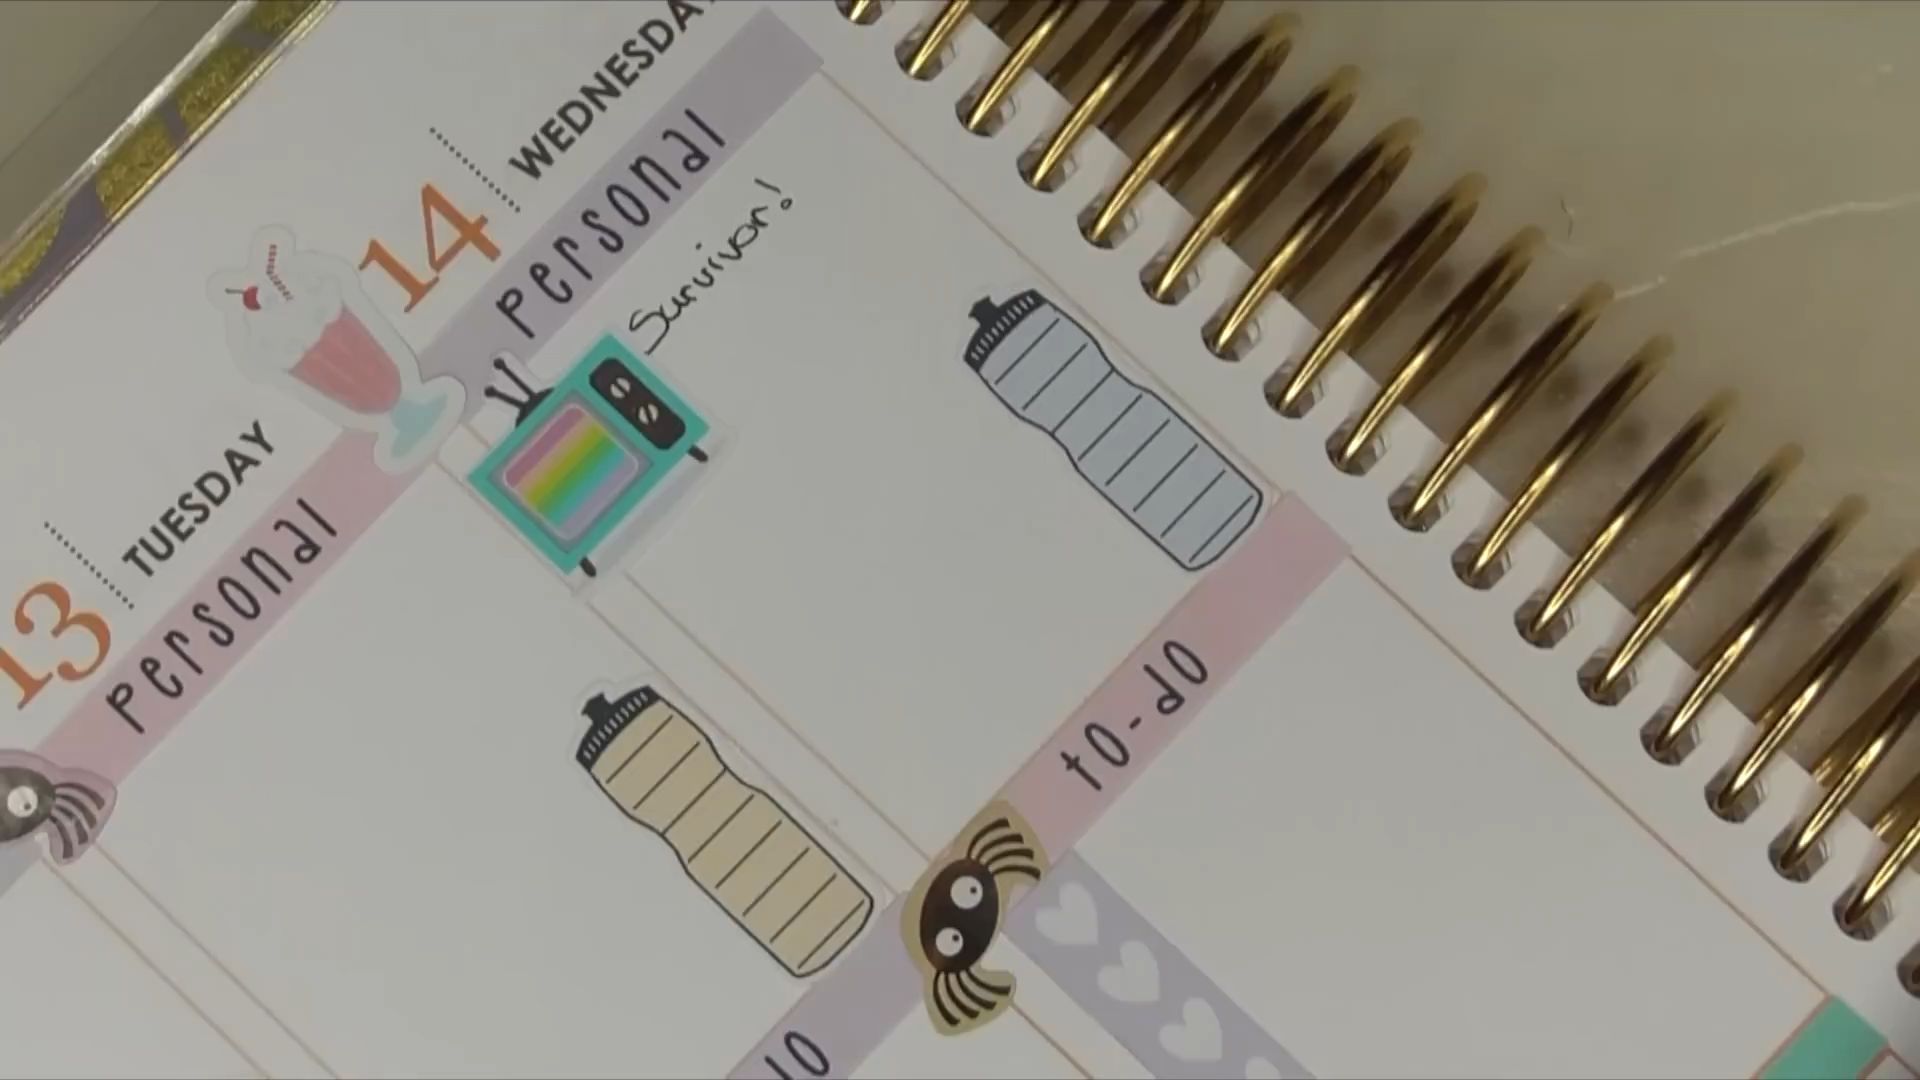 13
TUESDAY
personal
14
WEDNESDAY
personal
Survivor!
to-do